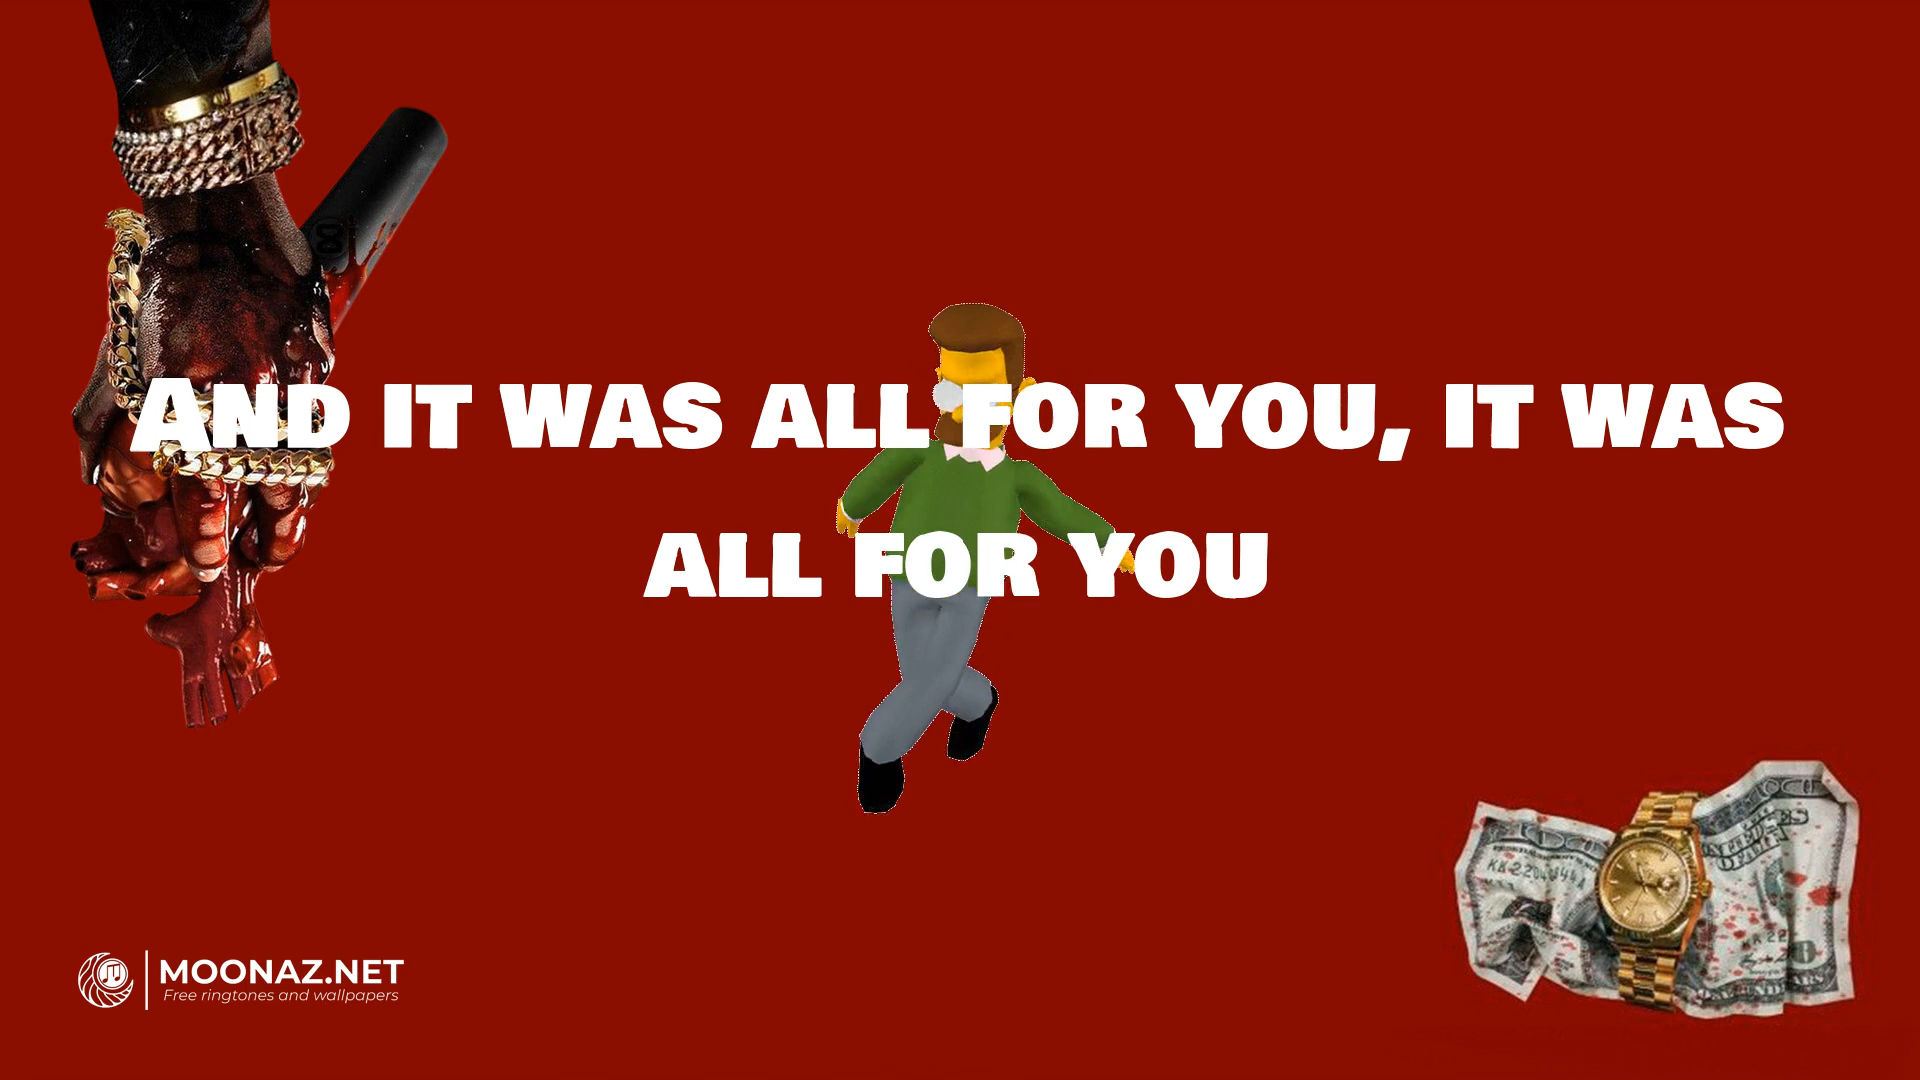 And it was all for you, it was
all for you
MOONAZ.NET
Free ringtones and wallpapers